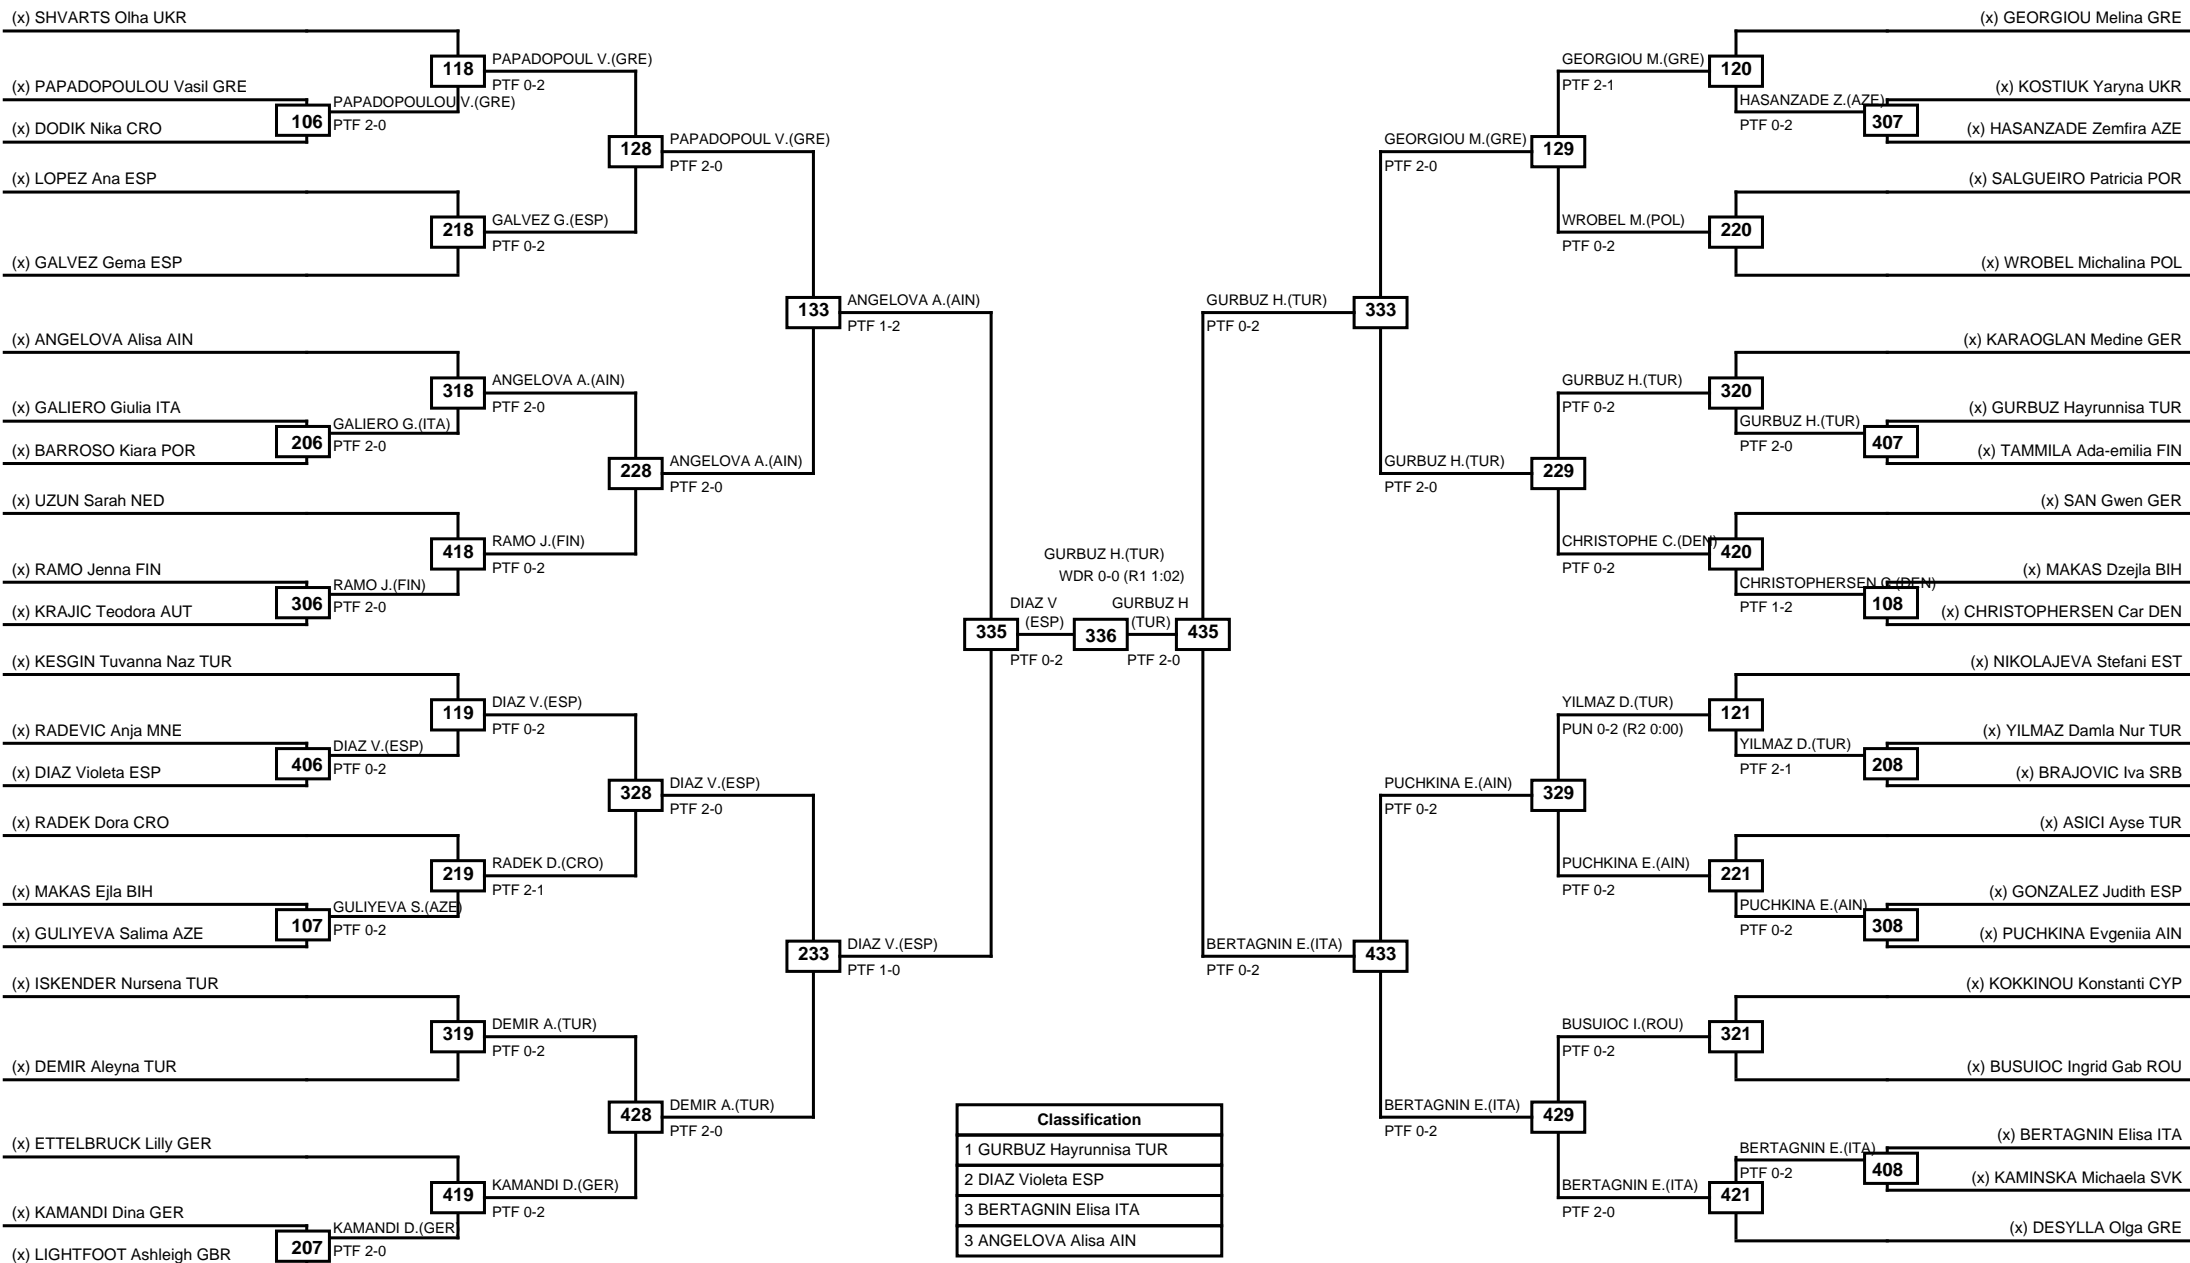 (x) SHVARTS Olha UKR
118
PAPADOPOUL V.(GRE)
PTF 0-2
(x) PAPADOPOULOU Vasil GRE
106
PAPADOPOULOU V.(GRE)
PTF 2-0
(x) DODIK Nika CRO
128
PAPADOPOUL V.(GRE)
PTF 2-0
(x) LOPEZ Ana ESP
218
GALVEZ G.(ESP)
PTF 0-2
(x) GALVEZ Gema ESP
133
ANGELOVA A.(AIN)
PTF 1-2
(x) ANGELOVA Alisa AIN
318
ANGELOVA A.(AIN)
PTF 2-0
(x) GALIERO Giulia ITA
206
GALIERO G.(ITA)
PTF 2-0
(x) BARROSO Kiara POR
228
ANGELOVA A.(AIN)
PTF 2-0
(x) UZUN Sarah NED
418
RAMO J.(FIN)
PTF 0-2
(x) RAMO Jenna FIN
306
RAMO J.(FIN)
PTF 2-0
(x) KRAJIC Teodora AUT
335
DIAZ V
(ESP)
PTF 0-2
(x) KESGIN Tuvanna Naz TUR
119
DIAZ V.(ESP)
PTF 0-2
(x) RADEVIC Anja MNE
406
DIAZ V.(ESP)
PTF 0-2
(x) DIAZ Violeta ESP
328
DIAZ V.(ESP)
PTF 2-0
(x) RADEK Dora CRO
219
RADEK D.(CRO)
PTF 2-1
(x) MAKAS Ejla BIH
107
GULIYEVA S.(AZE)
PTF 0-2
(x) GULIYEVA Salima AZE
233
DIAZ V.(ESP)
PTF 1-0
(x) ISKENDER Nursena TUR
319
DEMIR A.(TUR)
PTF 0-2
(x) DEMIR Aleyna TUR
428
DEMIR A.(TUR)
PTF 2-0
(x) ETTELBRUCK Lilly GER
419
KAMANDI D.(GER)
PTF 0-2
(x) KAMANDI Dina GER
207
KAMANDI D.(GER)
PTF 2-0
(x) LIGHTFOOT Ashleigh GBR
GURBUZ H.(TUR)
WDR 0-0 (R1 1:02)
336
GURBUZ H
(TUR)
PTF 2-0
435
Classification
1 GURBUZ Hayrunnisa TUR
2 DIAZ Violeta ESP
3 BERTAGNIN Elisa ITA
3 ANGELOVA Alisa AIN
(x) GEORGIOU Melina GRE
GEORGIOU M.(GRE)
PTF 2-1
120
(x) KOSTIUK Yaryna UKR
HASANZADE Z.(AZE)
PTF 0-2
307
(x) HASANZADE Zemfira AZE
GEORGIOU M.(GRE)
PTF 2-0
129
(x) SALGUEIRO Patricia POR
WROBEL M.(POL)
PTF 0-2
220
(x) WROBEL Michalina POL
GURBUZ H.(TUR)
PTF 0-2
333
(x) KARAOGLAN Medine GER
GURBUZ H.(TUR)
PTF 0-2
320
(x) GURBUZ Hayrunnisa TUR
GURBUZ H.(TUR)
PTF 2-0
407
(x) TAMMILA Ada-emilia FIN
GURBUZ H.(TUR)
PTF 2-0
229
(x) SAN Gwen GER
CHRISTOPHE C.(DEN)
PTF 0-2
420
(x) MAKAS Dzejla BIH
CHRISTOPHERSEN C.(DEN)
PTF 1-2
108
(x) CHRISTOPHERSEN Car DEN
(x) NIKOLAJEVA Stefani EST
YILMAZ D.(TUR)
PUN 0-2 (R2 0:00)
121
(x) YILMAZ Damla Nur TUR
YILMAZ D.(TUR)
PTF 2-1
208
(x) BRAJOVIC Iva SRB
PUCHKINA E.(AIN)
PTF 0-2
329
(x) ASICI Ayse TUR
PUCHKINA E.(AIN)
PTF 0-2
221
(x) GONZALEZ Judith ESP
PUCHKINA E.(AIN)
PTF 0-2
308
(x) PUCHKINA Evgeniia AIN
BERTAGNIN E.(ITA)
PTF 0-2
433
(x) KOKKINOU Konstanti CYP
BUSUIOC I.(ROU)
PTF 0-2
321
(x) BUSUIOC Ingrid Gab ROU
BERTAGNIN E.(ITA)
PTF 0-2
429
(x) BERTAGNIN Elisa ITA
BERTAGNIN E.(ITA)
PTF 0-2
408
(x) KAMINSKA Michaela SVK
BERTAGNIN E.(ITA)
PTF 2-0
421
(x) DESYLLA Olga GRE